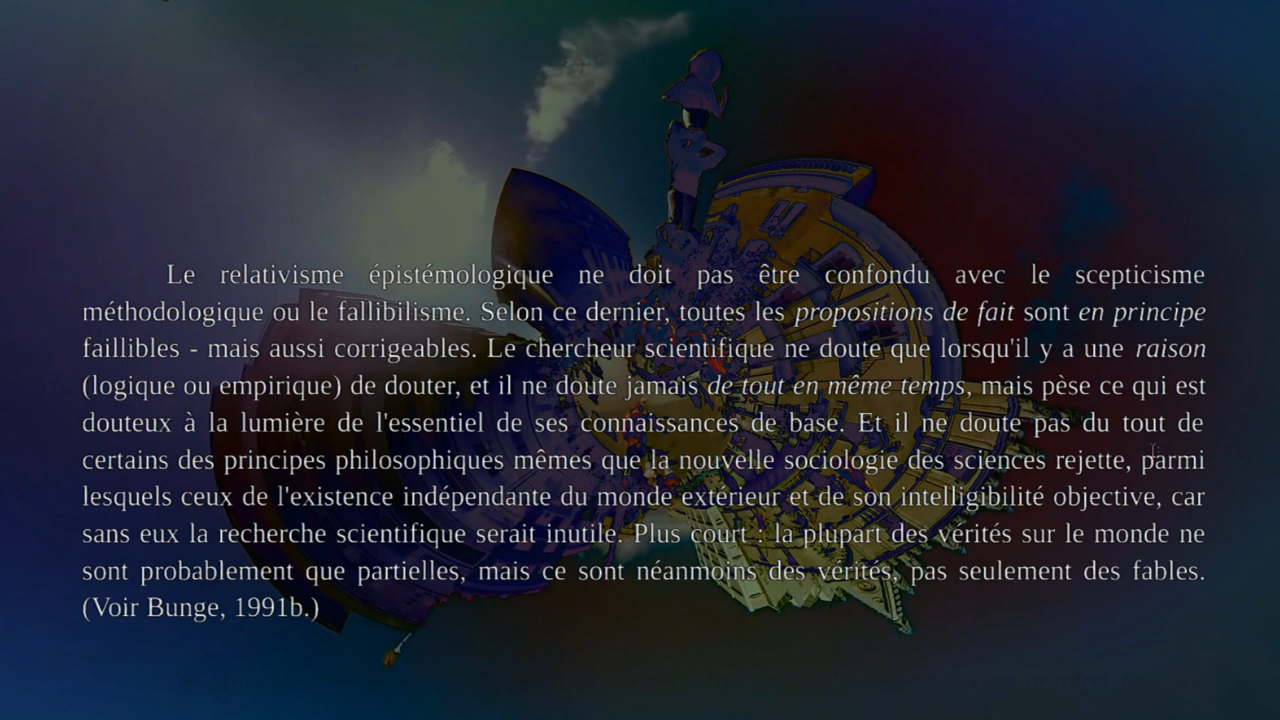 Le relativisme épistémologique ne doit pas être confondu avec le scepticisme
méthodologique ou le fallibilisme. Selon ce dernier, toutes les propositions de fait sont en principe
faillibles - mais aussi corrigeables. Le chercheur scientifique ne doute que lorsqu'il y a une raison
(logique ou empirique) de douter, et il ne doute jamais de tout en même temps, mais pèse ce qui est
douteux à la lumière de l'essentiel de ses connaissances de base. Et il ne doute pas du tout de
certains des principes philosophiques mêmes que la nouvelle sociologie des sciences rejette, parmi
lesquels ceux de l'existence indépendante du monde extérieur et de son intelligibilité objective, car
sans eux la recherche scientifique serait inutile. Plus court : la plupart des vérités sur le monde ne
sont probablement que partielles, mais ce sont néanmoins des vérités, pas seulement des fables.
(Voir Bunge, 1991b.)